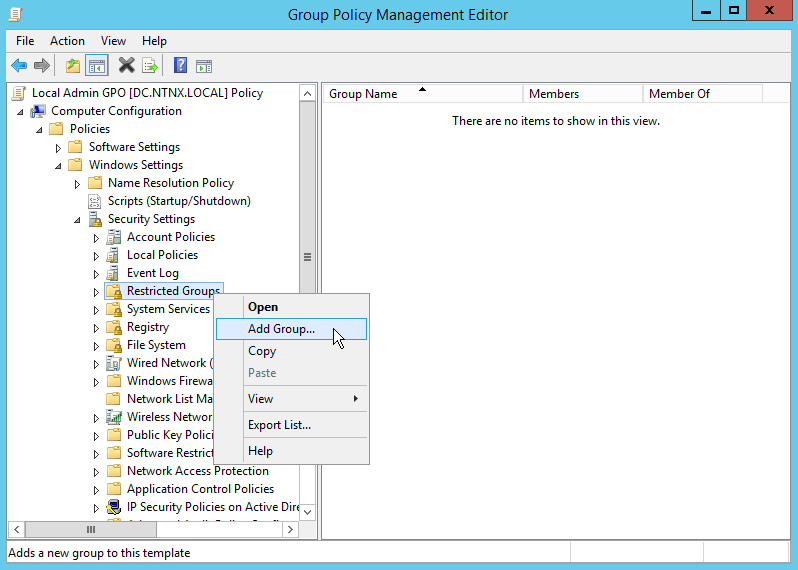 Group Policy Management Editor
File Action View Help
Local Admin GPO [DC.NTNX.LOCAL] Policy
Computer Configuration
Policies
Software Settings
Windows Settings
Name Resolution Policy
Scripts (Startup/Shutdown)
Security Settings
Account Policies
Local Policies
Event Log
Restricted Groups
System Services
Registry
File System
Wired Network (
Windows Firewa
Network List Ma
Wireless Networ
Public Key Polici
Software Restrict
Network Access Protection
Application Control Policies
IP Security Policies on Active Dire
Open
Add Group...
Copy
Paste
View
Export List...
Help
Group Name Members Member Of
There are no items to show in this view.
Adds a new group to this template